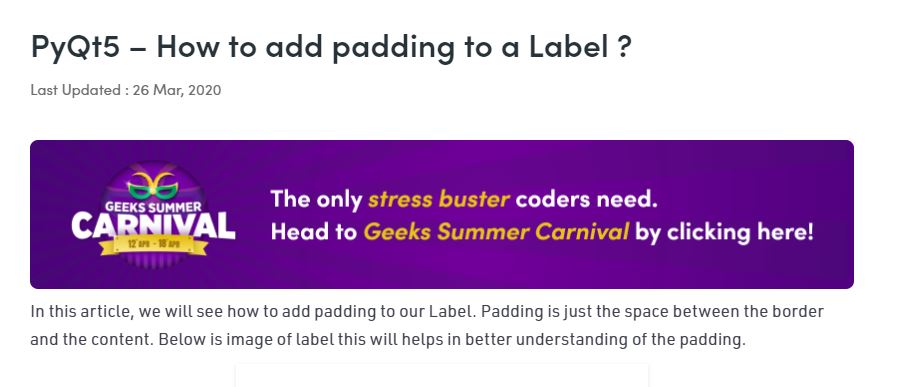 PyQt5 – How to add padding to a Label ?
Last Updated : 26 Mar, 2020
GEEKS SUMMER
CARNIVAL
12 APR - 18 APR
The only stress buster coders need.
Head to Geeks Summer Carnival by clicking here!
In this article, we will see how to add padding to our Label. Padding is just the space between the border
and the content. Below is image of label this will helps in better understanding of the padding.